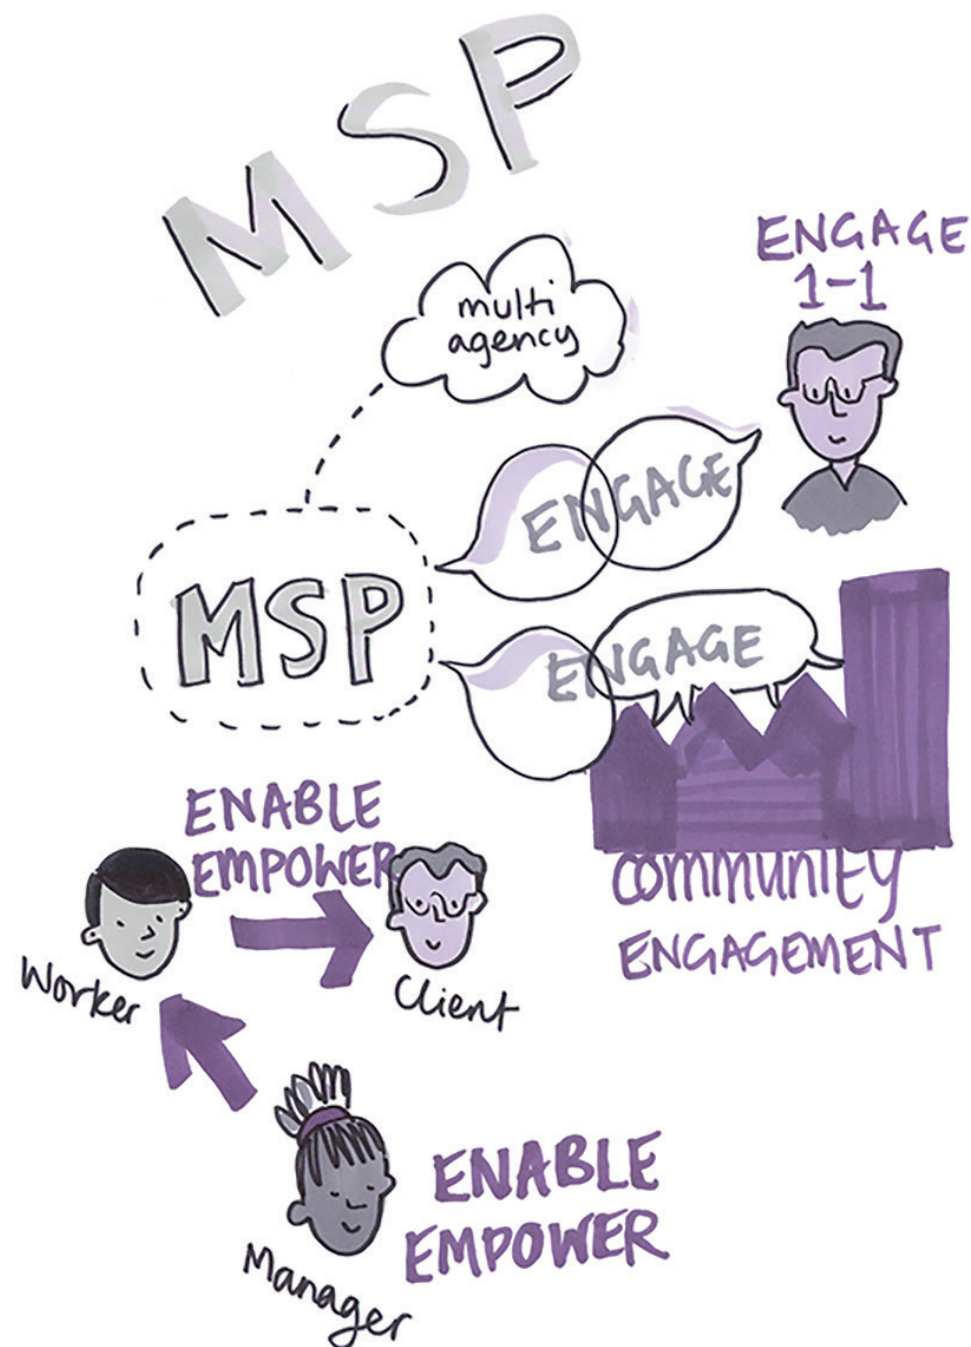 MSP
multi
agency
ENGAGE
1-1
ENGAGE
MSP
ENGAGE
community
ENGAGEMENT
ENABLE
EMPOWER
Worker
Client
ENABLE
EMPOWER
Manager